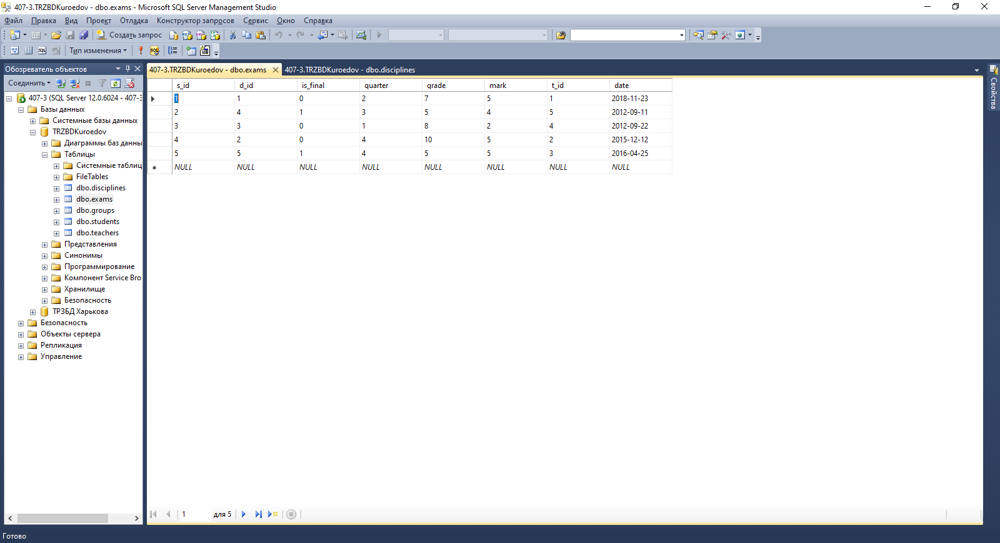 407-3.TRZBDKuroedov - dbo.exams - Microsoft SQL Server Management Studio
Файл Правка Вид Проект Отладка Конструктор запросов Сервис Окно Справка
Создать запрос
Тип изменения
Обозреватель объектов
Соединить
407-3 (SQL Server 12.0.6024 - 407-3
Базы данных
Системные базы данных
TRZBDKuroedov
Диаграммы баз данны
Таблицы
Системные таблиц
FileTables
dbo.disciplines
dbo.exams
dbo.groups
dbo.students
dbo.teachers
Представления
Синонимы
Программирование
Компонент Service Bro
Хранилище
Безопасность
ТРЗБД Харькова
Безопасность
Объекты сервера
Репликация
Управление
407-3.TRZBDKuroedov - dbo.exams 407-3.TRZBDKuroedov - dbo.disciplines
s_id d_id is_final quarter grade mark t_id date
1 1 0 2 7 5 1 2018-11-23
2 4 1 3 5 4 5 2012-09-11
3 3 0 1 8 2 4 2012-09-22
4 2 0 4 10 5 2 2015-12-12
5 5 1 4 5 5 3 2016-04-25
NULL NULL NULL NULL NULL NULL NULL NULL
1 для 5
Свойства
Готово